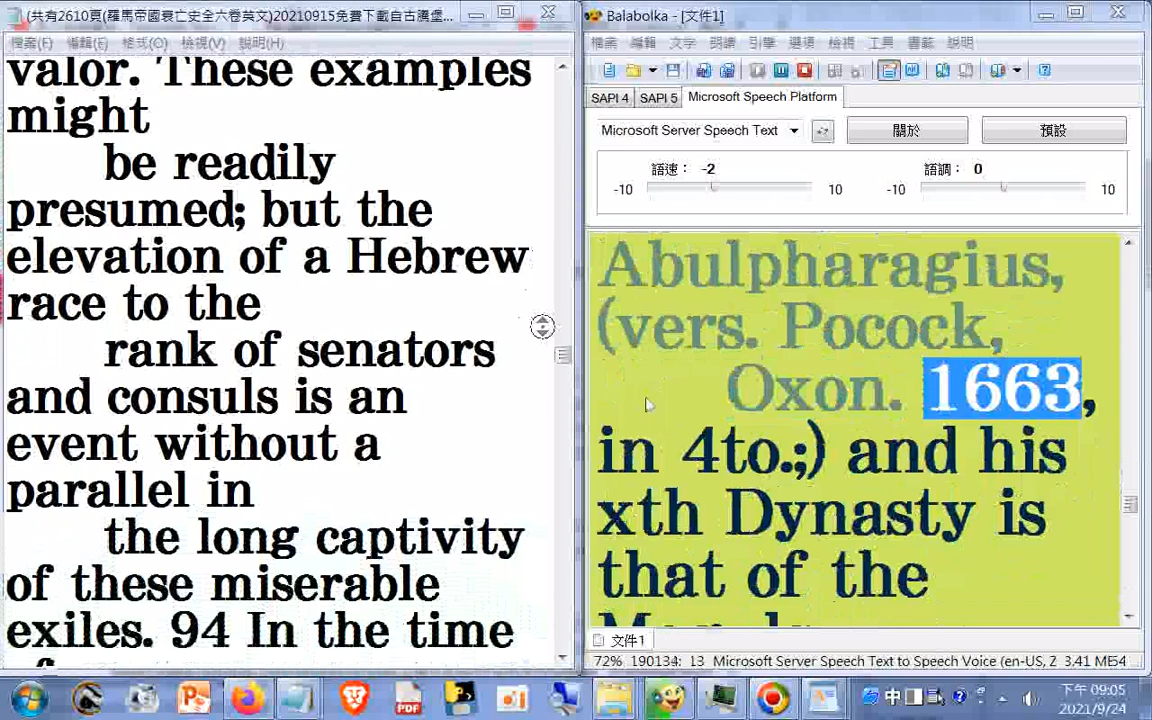 (共有2610頁(羅馬帝國衰亡史全六卷英文)20210915免費下載自古騰堡...
檔案(F) 編輯(E) 格式(O) 檢視(V) 說明(H)
valor. These examples
might
be readily
presumed; but the
elevation of a Hebrew
race to the
rank of senators
and consuls is an
event without a
parallel in
the long captivity
of these miserable
exiles. 94 In the time
Balabolka - [文件1]
檔案 編輯 文字 朗讀 引擎 選項 檢視 工具 書籤 說明
SAPI 4 SAPI 5 Microsoft Speech Platform
Microsoft Server Speech Text 關於 預設
語速: -2 語調: 0
-10 10 -10 10
Abulpharagius,
(vers. Pocock,
Oxon. 1663,
in 4to.;) and his
xth Dynasty is
that of the
文件1
72% 190134: 13 Microsoft Server Speech Text to Speech Voice (en-US, Z 3,41 ME54
中
下午 09:05
2021/9/24